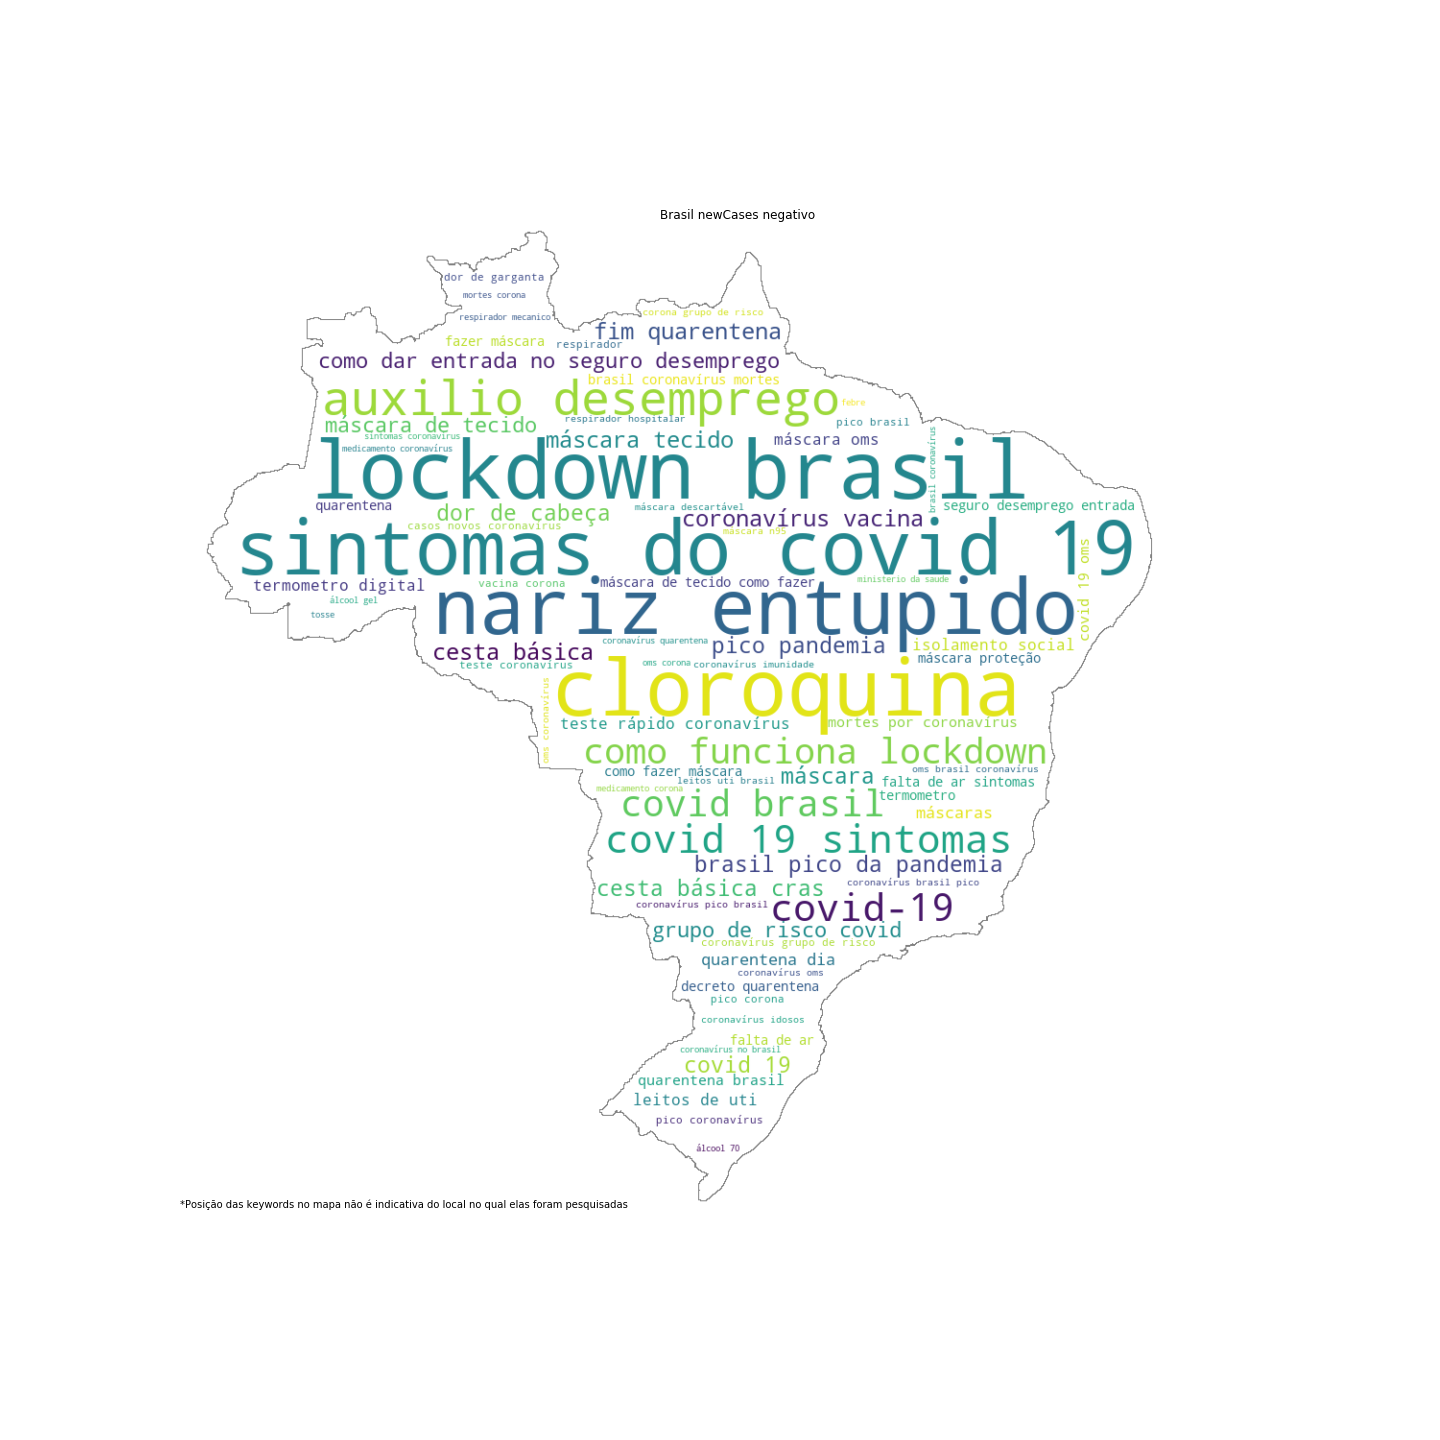 Brasil newCases negativo
dor de garganta
mortes corona
respirador mecanico
corona grupo de risco
fim quarentena
fazer máscara
respirador
como dar entrada no seguro desemprego
brasil coronavírus mortes
auxilio desemprego
febre
máscara de tecido
respirador hospitalar
pico brasil
sintomas coronavírus
máscara tecido
máscara oms
medicamento coronavírus
brasil coronavírus
lockdown brasil
quarentena
dor de cabeça
máscara descartável
seguro desemprego entrada
coronavírus vacina
casos novos coronavírus
máscara n95
sintomas do covid 19
covid 19 oms
termometro digital
vacina corona
máscara de tecido como fazer
ministerio da saude
álcool gel
nariz entupido
tosse
cesta básica
coronavírus quarentena
pico pandemia
isolamento social
teste coronavírus
oms corona
coronavírus imunidade
máscara proteção
oms coronavírus
cloroquina
teste rápido coronavírus
mortes por coronavírus
como funciona lockdown
como fazer máscara
oms brasil coronavírus
leitos uti brasil
máscara
falta de ar sintomas
medicamento corona
covid brasil
termometro
máscaras
covid 19 sintomas
brasil pico da pandemia
cesta básica cras
coronavírus brasil pico
coronavírus pico brasil
covid-19
grupo de risco covid
coronavírus grupo de risco
quarentena dia
coronavírus oms
decreto quarentena
pico corona
coronavírus idosos
falta de ar
coronavírus no brasil
covid 19
quarentena brasil
leitos de uti
pico coronavírus
álcool 70
*Posição das keywords no mapa não é indicativa do local no qual elas foram pesquisadas